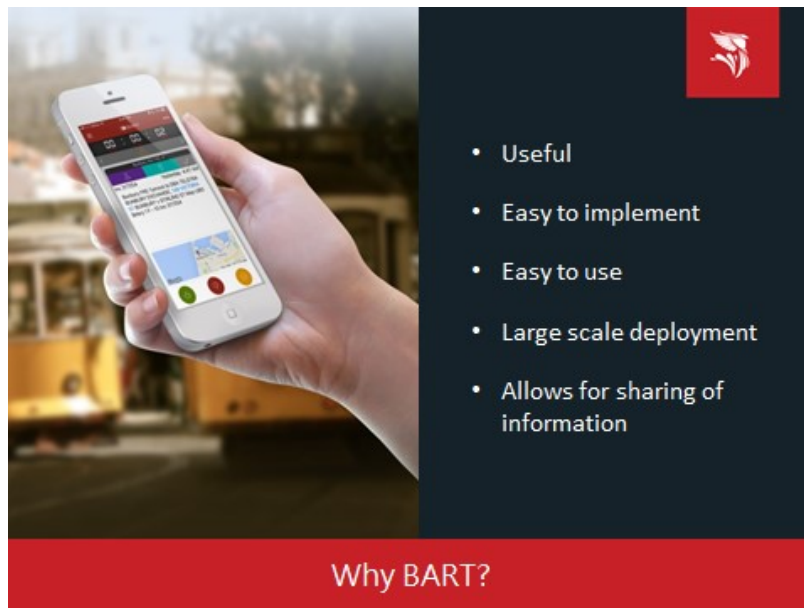 Useful
Easy to implement
Easy to use
Large scale deployment
Allows for sharing of
information
Why BART?